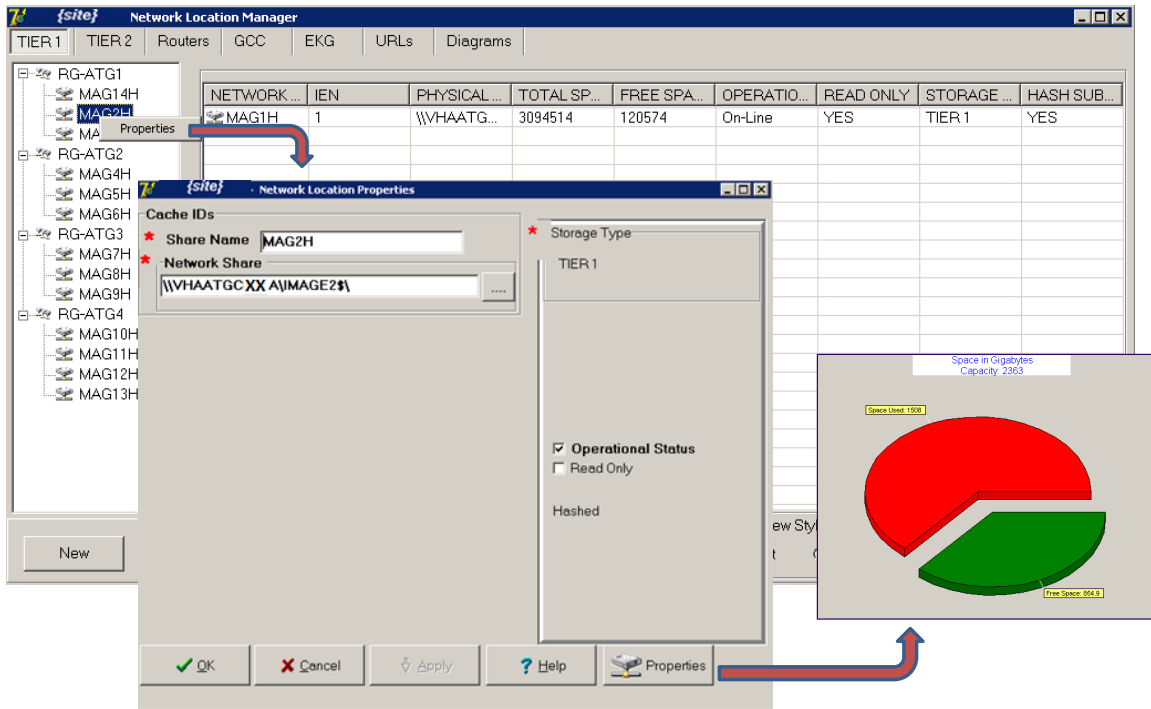 {site} Network Location Manager
TIER 1 TIER 2 Routers GCC EKG URLs Diagrams
RG-ATG1
MAG14H
MAG2H
Properties
RG-ATG2
MAG4H
MAG5H
MAG6H
RG-ATG3
MAG7H
MAG8H
MAG9H
RG-ATG4
MAG10H
MAG11H
MAG12H
MAG13H
New
NETWORK... IEN PHYSICAL ... TOTAL SP... FREE SPA... OPERATIO... READ ONLY STORAGE ... HASH SUB...
MAG1H 1 \\VHAATG... 3094514 120574 On-Line YES TIER 1 YES
{site} - Network Location Properties
Cache IDs
* Share Name MAG2H
* Network Share
\\VHAATGCXX A\IMAGE2$\ ....
* Storage Type
TIER 1
Operational Status
Read Only
Hashed
OK Cancel Apply ? Help Properties
Space in Gigabytes
Capacity: 2363
Space Used: 1508
Free Space: 854.9